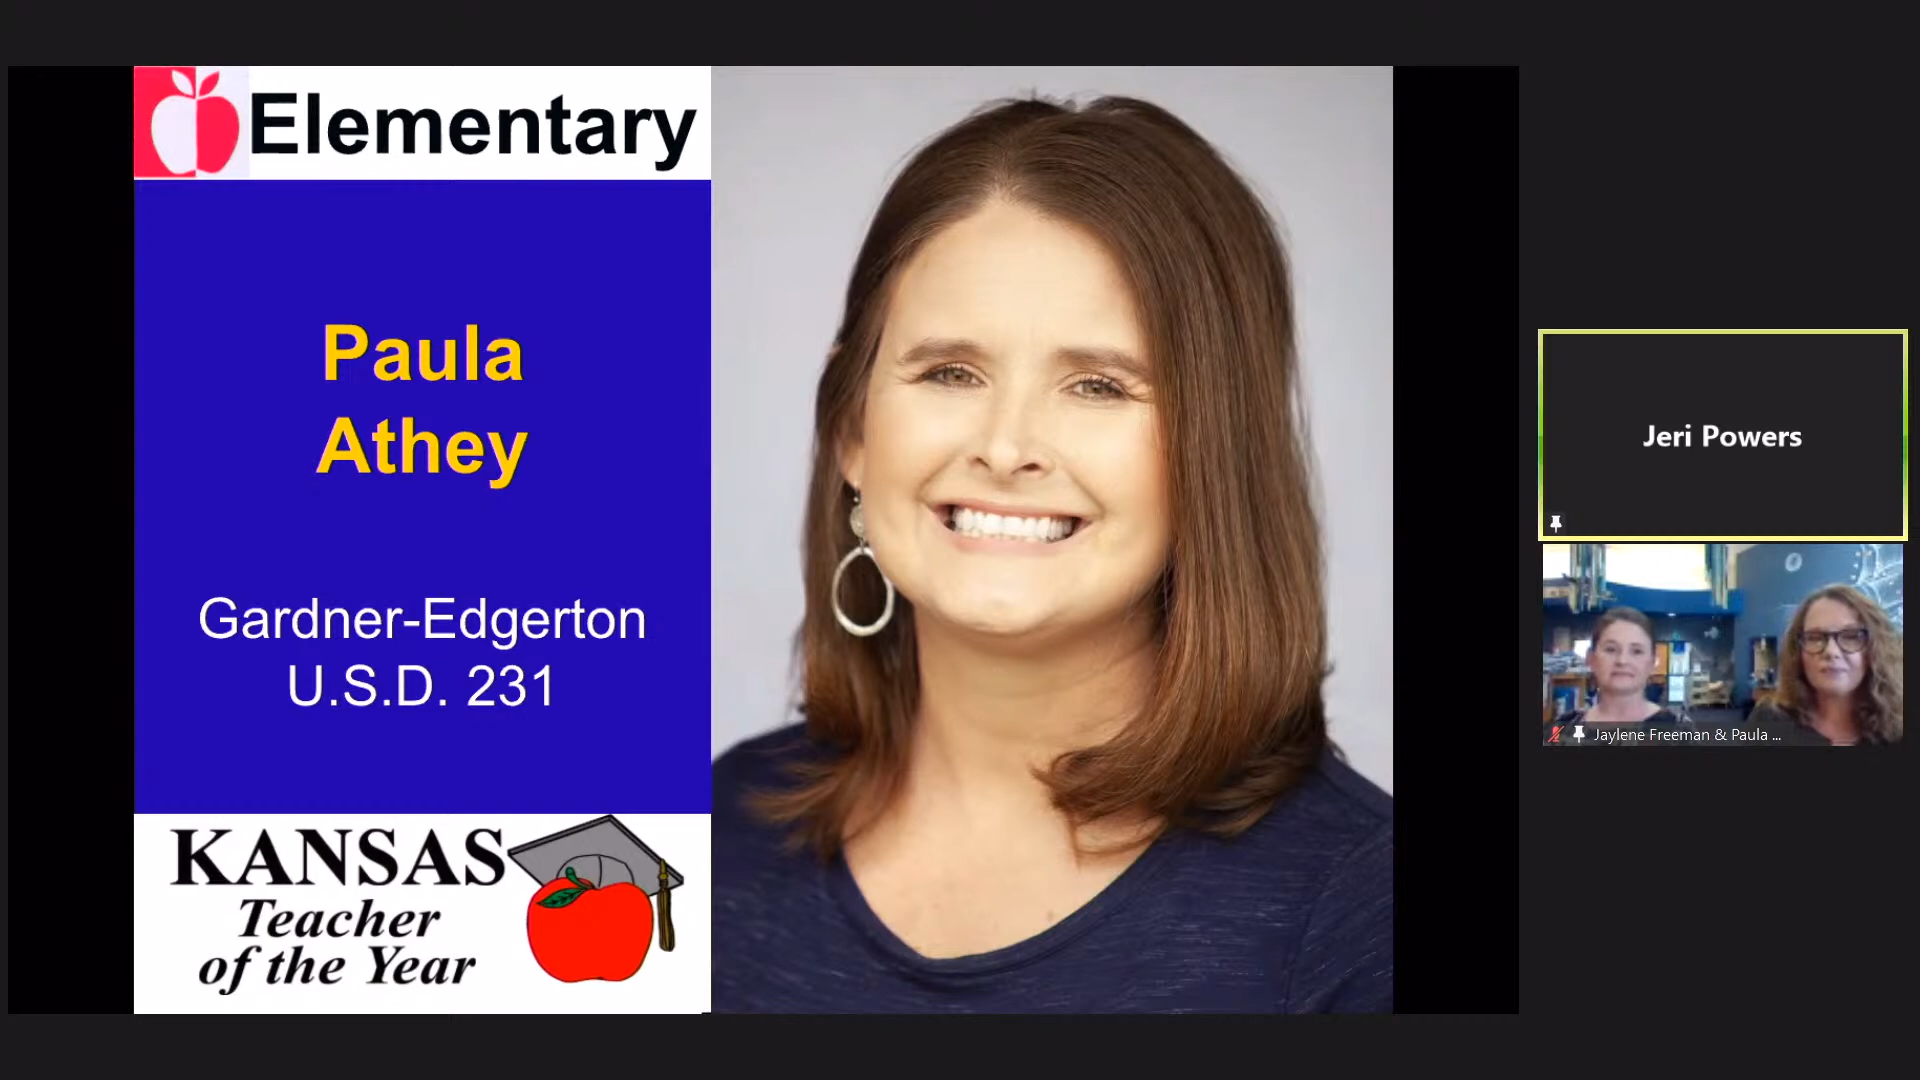 Elementary
Paula
Athey
Gardner-Edgerton
U.S.D. 231
KANSAS
Teacher
of the Year
Jeri Powers
Jaylene Freeman & Paula ...